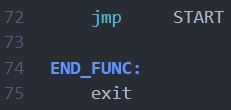 72 jmp START
73
74 END_FUNC:
75 exit